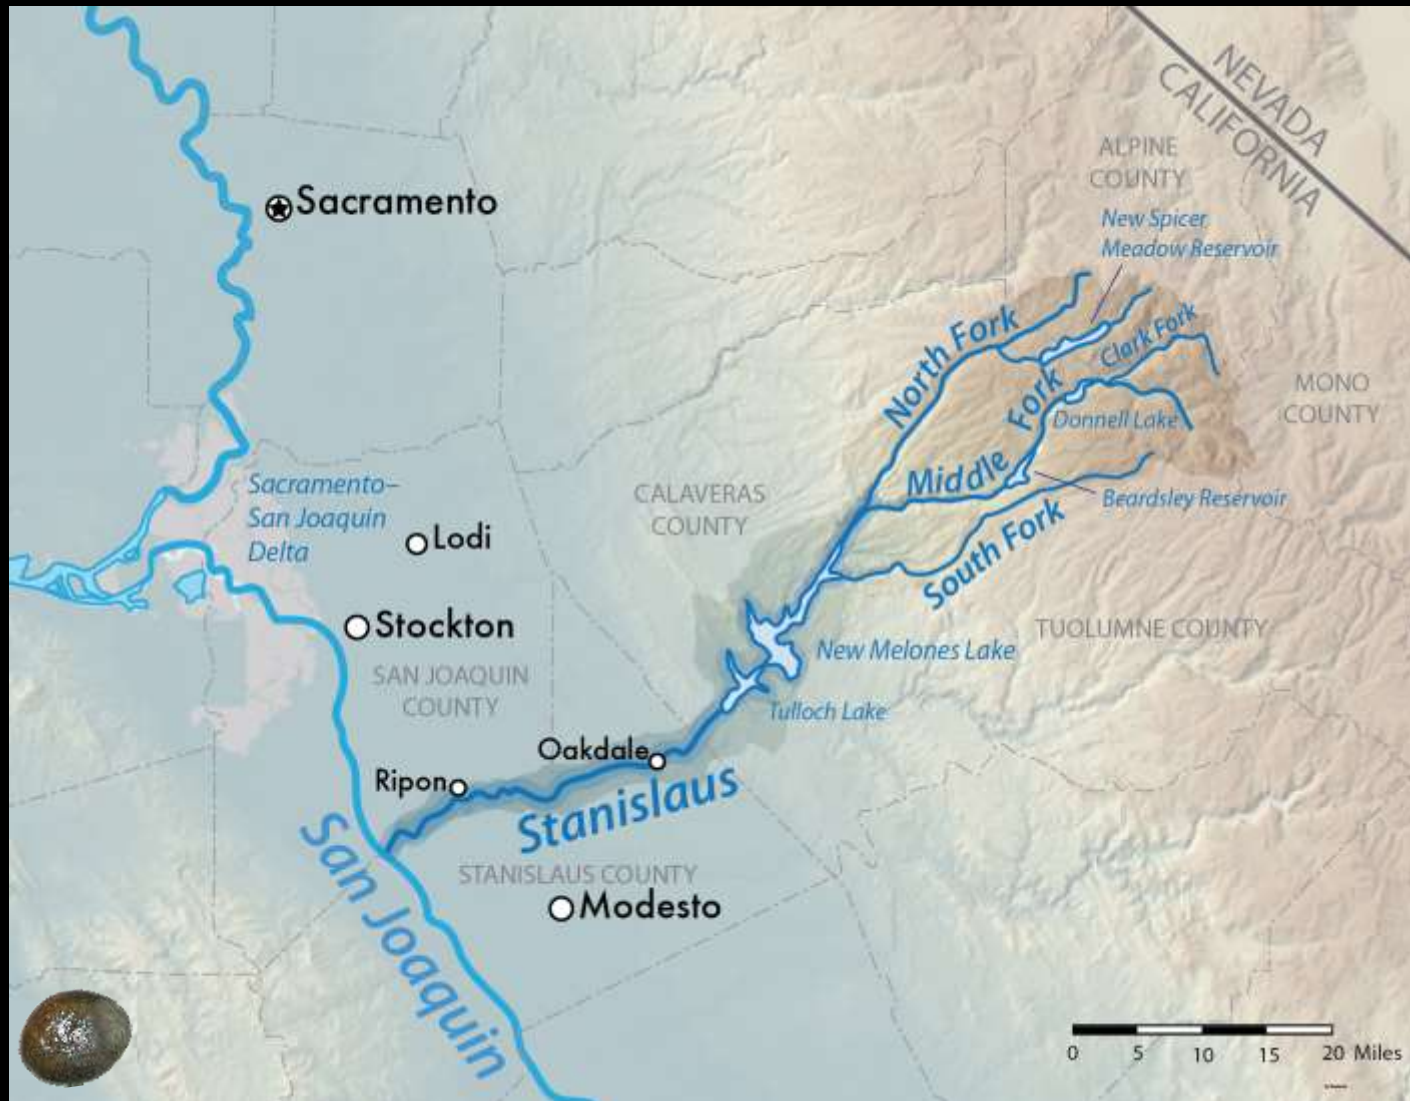 NEVADA
CALIFORNIA
ALPINE
COUNTY
New Spicer
Meadow Reservoir
Sacramento
North Fork
Clark Fork
MONO
COUNTY
Fork
Donnell Lake
Middle
Beardsley Reservoir
Sacramento–
San Joaquin
Delta
CALAVERAS
COUNTY
Lodi
South Fork
Stockton
TUOLUMNE COUNTY
New Melones Lake
SAN JOAQUIN
COUNTY
Tulloch Lake
Oakdale
Ripon
Stanislaus
San Joaquin
STANISLAUS COUNTY
Modesto
0 5 10 15 20 Miles